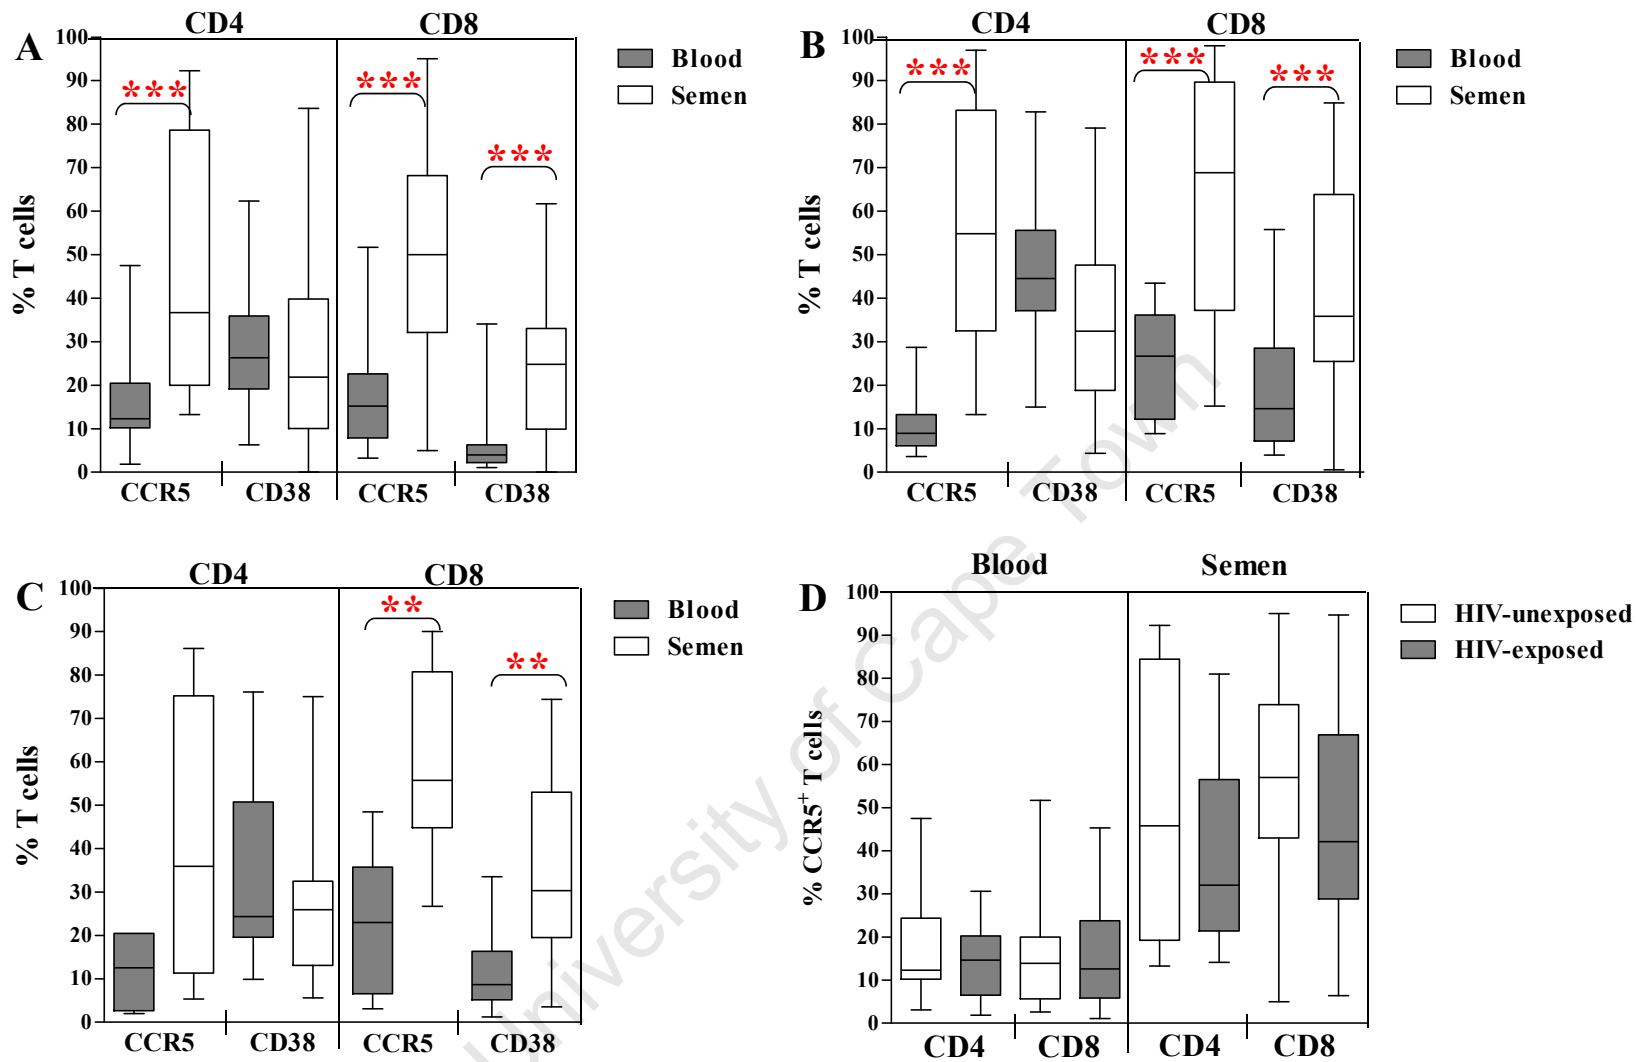 A
CD4
CD8
Blood
Semen
% T cells
100
90
80
70
60
50
40
30
20
10
0
***
***
***
CCR5
CD38
CCR5
CD38
B
CD4
CD8
Blood
Semen
% T cells
100
90
80
70
60
50
40
30
20
10
0
***
***
***
CCR5
CD38
CCR5
CD38
C
CD4
CD8
Blood
Semen
% T cells
100
90
80
70
60
50
40
30
20
10
0
**
**
CCR5
CD38
CCR5
CD38
D
Blood
Semen
HIV-unexposed
HIV-exposed
% CCR5+ T cells
100
90
80
70
60
50
40
30
20
10
0
CD4
CD8
CD4
CD8
University of Cape Town